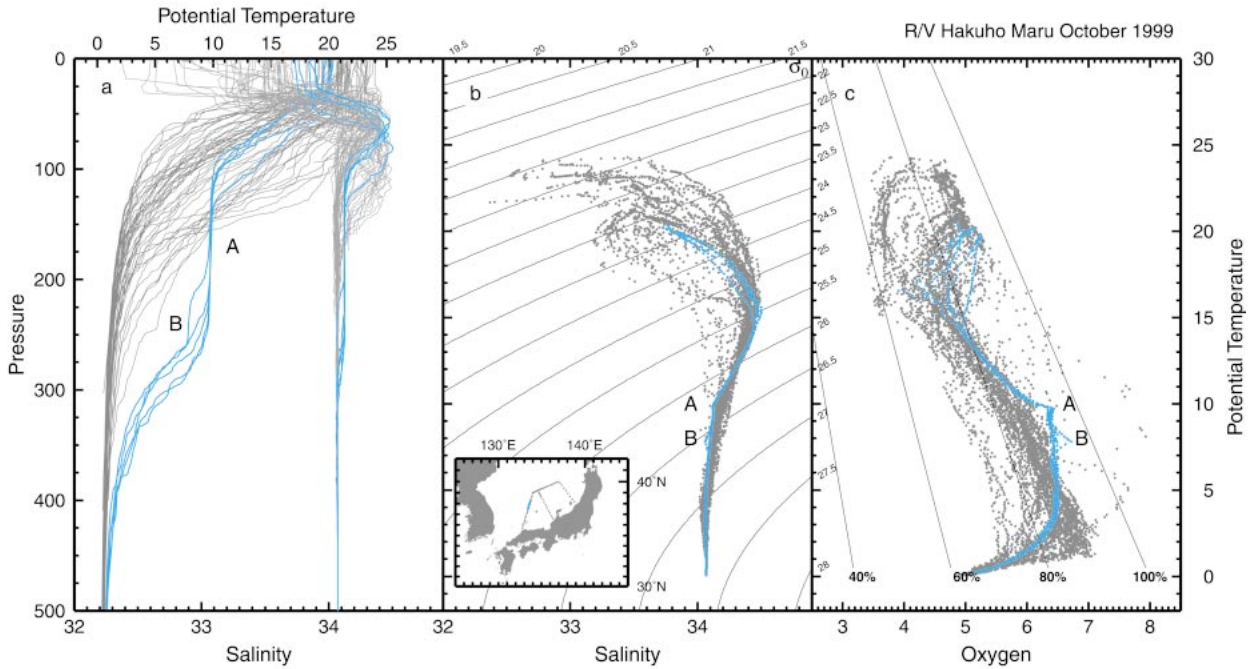 Potential Temperature
R/V Hakuho Maru October 1999
0 5 10 15 20 25
19.5 20 20.5 20.75 21 21.5
0 100 200 300 400 500
Pressure
a
A
B
32 33 34
Salinity
b
σ0
A
B
130°E 140°E
40°N
30°N
32 33 34
Salinity
c
22
22.5
23
23.5
24
24.5
25
25.5
26
26.5
27
27.5
28
A
B
40% 60% 80% 100%
3 4 5 6 7 8
Oxygen
30 25 20 15 10 5 0
Potential Temperature